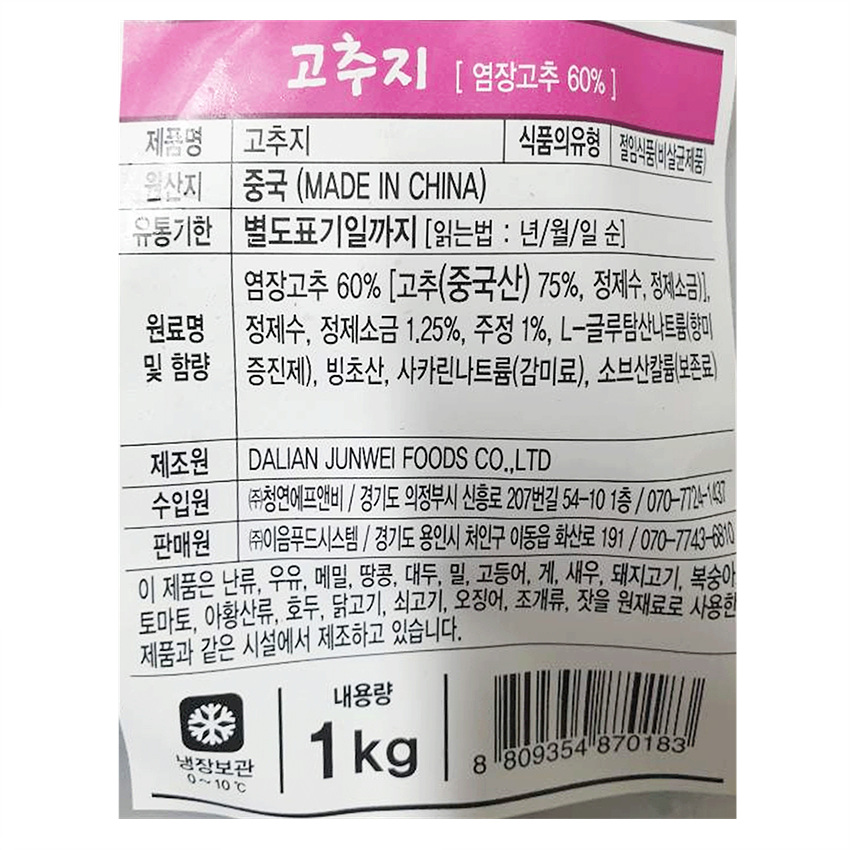 고추지 [ 염장고추 60% ]
제품명 고추지 식품의유형 절임식품(비살균제품)
원산지 중국 (MADE IN CHINA)
유통기한 별도표기일까지 [읽는법 : 년/월/일 순]
원료명 및 함량
염장고추 60% [고추(중국산) 75%, 정제수, 정제소금)],
정제수, 정제소금 1.25%, 주정 1%, L-글루탐산나트륨(향미
증진제), 빙초산, 사카린나트륨(감미료), 소브산칼륨(보존료)
제조원 DALIAN JUNWEI FOODS CO.,LTD
수입원 ㈜청연에프앤비 / 경기도 의정부시 신흥로 207번길 54-10 1층 / 070-7724-1437
판매원 ㈜이음푸드시스템 / 경기도 용인시 처인구 이동읍 화산로 191 / 070-7743-6810
이 제품은 난류, 우유, 메밀, 땅콩, 대두, 밀, 고등어, 게, 새우, 돼지고기, 복숭아
토마토, 아황산류, 호두, 닭고기, 쇠고기, 오징어, 조개류, 잣을 원재료로 사용한
제품과 같은 시설에서 제조하고 있습니다.
냉장보관
0~10℃
내용량
1kg
8 809354 870183